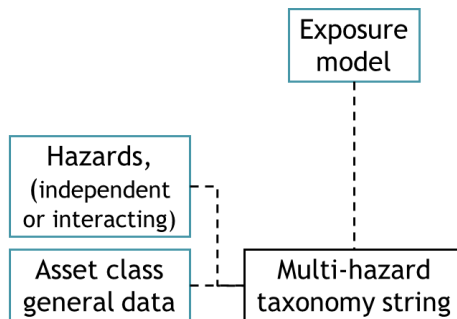 Exposure
model
Hazards,
(independent
or interacting)
Asset class
general data
Multi-hazard
taxonomy string